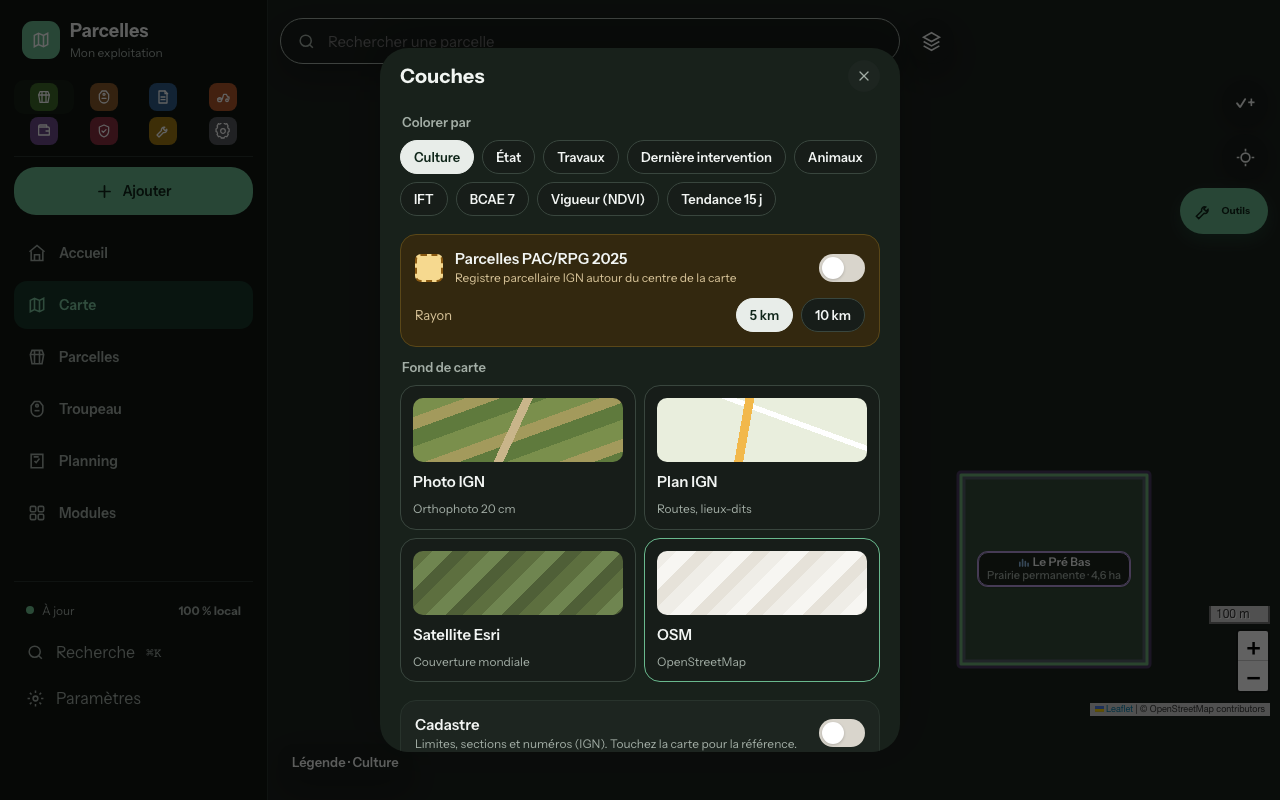 Parcelles
Mon exploitation
Ajouter
Accueil
Carte
Parcelles
Troupeau
Planning
Modules
À jour
100 % local
Recherche ⌘K
Paramètres
Rechercher une parcelle
Couches
Colorer par
Culture
État
Travaux
Dernière intervention
Animaux
IFT
BCAE 7
Vigueur (NDVI)
Tendance 15 j
Parcelles PAC/RPG 2025
Registre parcellaire IGN autour du centre de la carte
Rayon
5 km
10 km
Fond de carte
Photo IGN
Orthophoto 20 cm
Plan IGN
Routes, lieux-dits
Satellite Esri
Couverture mondiale
OSM
OpenStreetMap
Cadastre
Limites, sections et numéros (IGN). Touchez la carte pour la référence.
Légende · Culture
Outils
Le Pré Bas
Prairie permanente · 4,6 ha
100 m
+
−
Leaflet | © OpenStreetMap contributors